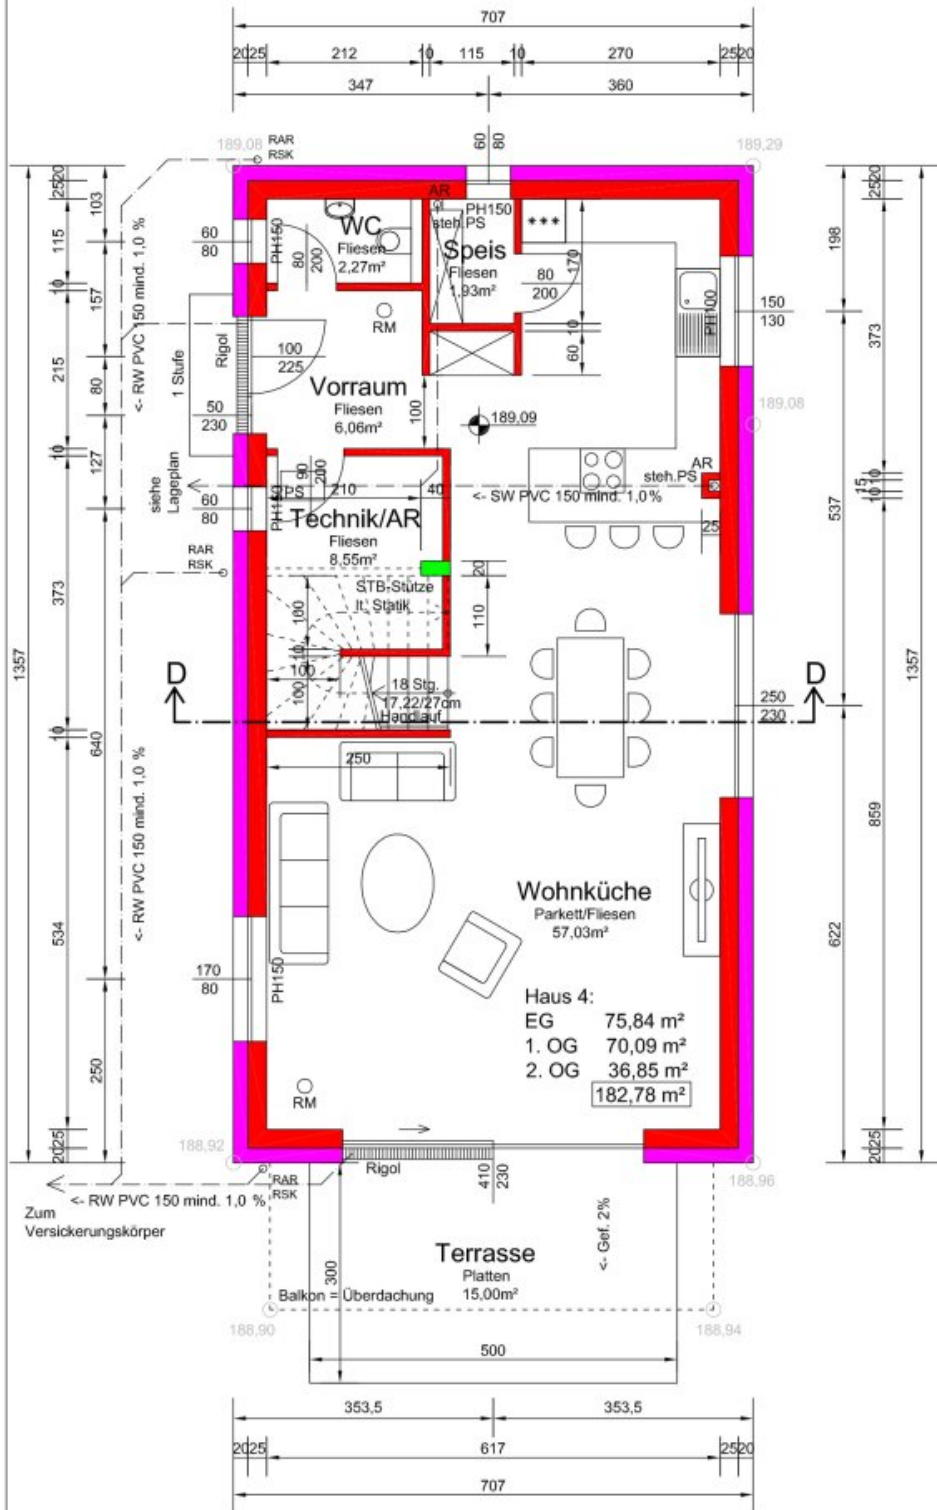 707
20 25 212 10 115 10 270 25 20
347 360
189,08
RAR
RSK
60
80
189,29
1357
25 20
115
10
215
10
373
10
534
20 25
103
157
80
127
640
250
<- RW PVC 150 mind. 1,0 %
60
80
PH150
80
200
WC
Fliesen
2,27m²
AR
steh.PS
PH150
Speis
Fliesen
1,93m²
80
200
170
10
60
***
PH100
150
130
198
537
622
25 20
373
10
15
10
859
20 25
1357
1 Stufe
Rigol
RM
100
225
Vorraum
Fliesen
6,06m²
100
50
230
189,09
189,08
siehe
Lageplan
60
80
PH150
90
200
FPS
210
40
<- SW PVC 150 mind. 1,0%
AR
steh.PS
25
Technik/AR
Fliesen
8,55m²
RAR
RSK
STB-Stütze
lt. Statik
20
110
100
10
100
100
D
D
18 Stg.
17,22/27cm
Handlauf
250
230
250
<- RW PVC 150 mind. 1,0 %
Wohnküche
Parkett/Fliesen
57,03m²
170
80
PH150
Haus 4:
EG 75,84 m²
1. OG 70,09 m²
2. OG 36,85 m²
182,78 m²
RM
188,92
188,96
Rigol
410
230
RAR
RSK
<- RW PVC 150 mind. 1,0 %
Zum
Versickerungskörper
<- Gef. 2%
Terrasse
Platten
15,00m²
300
Balkon = Überdachung
188,90
188,94
500
353,5 353,5
20 25 617 25 20
707